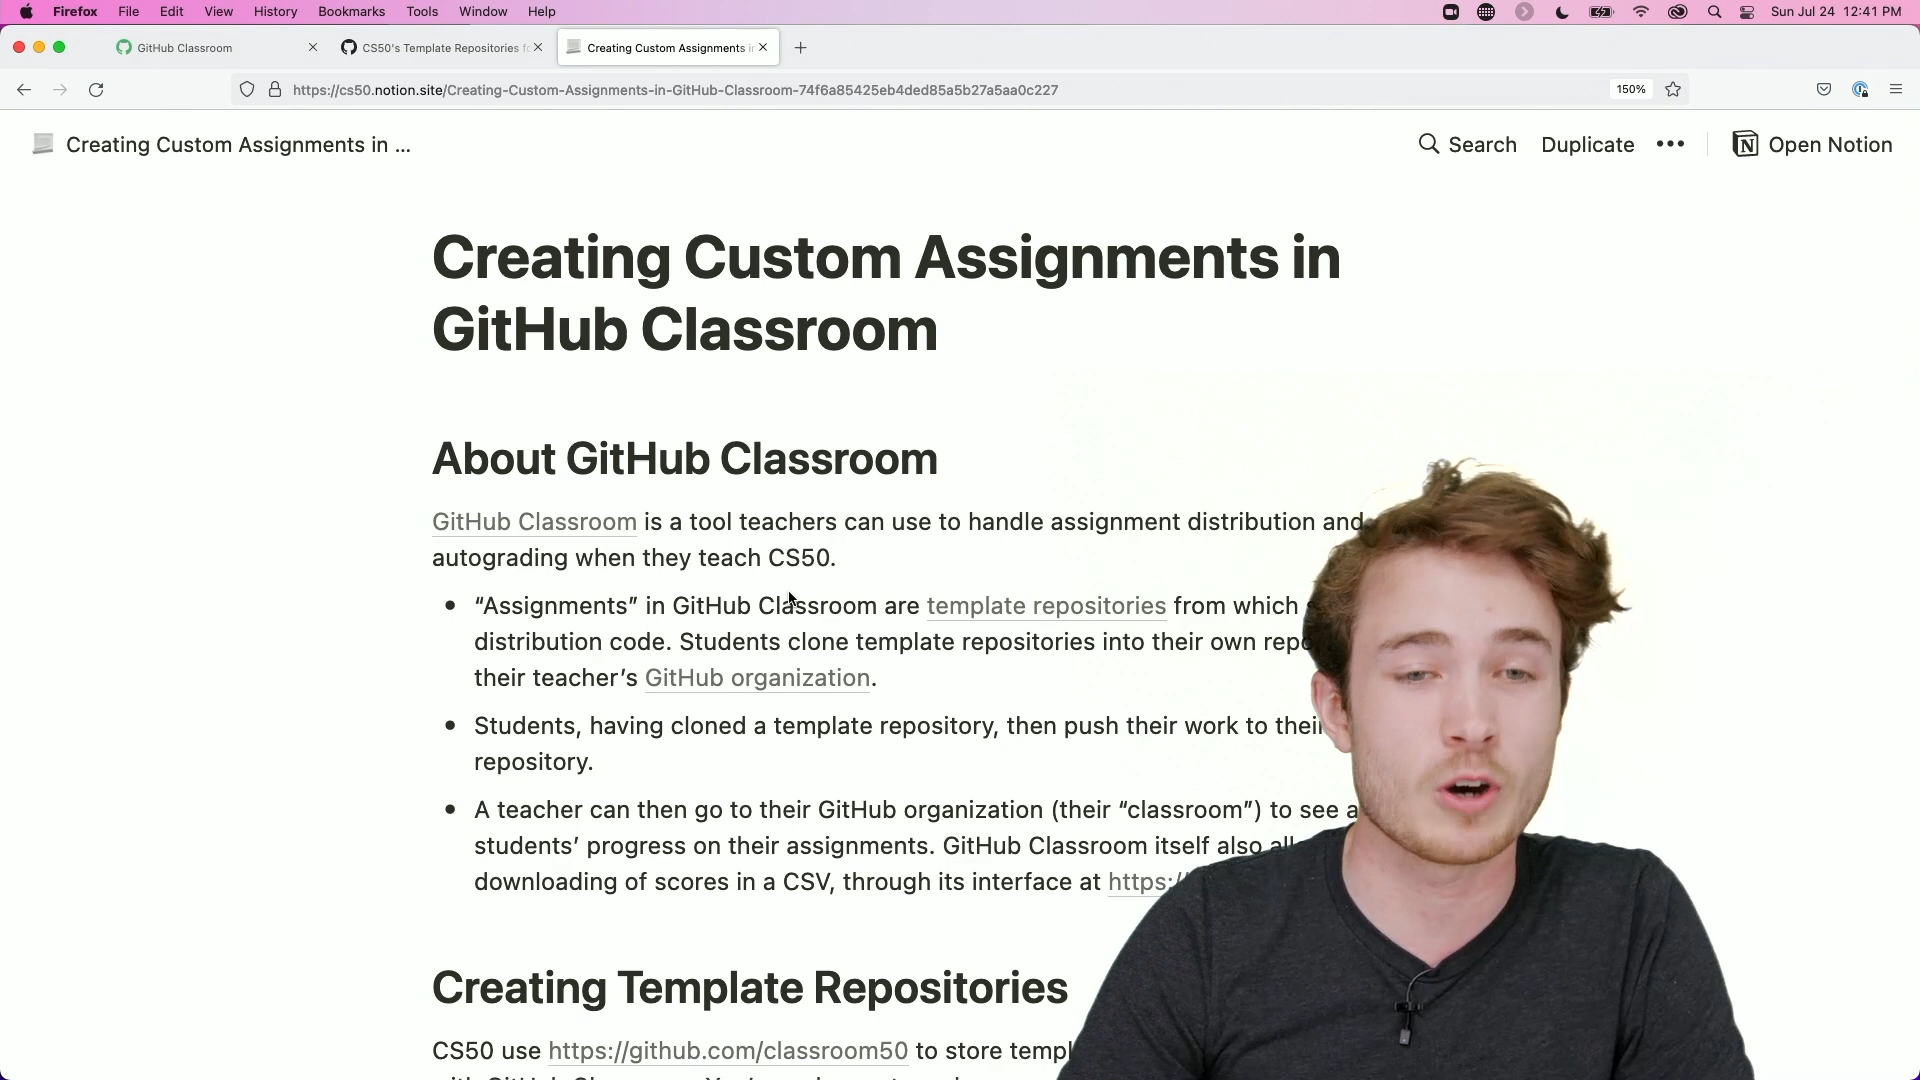 Firefox File Edit View History Bookmarks Tools Window Help Sun Jul 24 12:41 PM
GitHub Classroom CS50's Template Repositories fo Creating Custom Assignments in
https://cs50.notion.site/Creating-Custom-Assignments-in-GitHub-Classroom-74f6a85425eb4ded85a5b27a5aa0c227 150%
Creating Custom Assignments in ... Search Duplicate Open Notion
Creating Custom Assignments in
GitHub Classroom
About GitHub Classroom
GitHub Classroom is a tool teachers can use to handle assignment distribution and
autograding when they teach CS50.
• “Assignments” in GitHub Classroom are template repositories from which
distribution code. Students clone template repositories into their own repo
their teacher’s GitHub organization.
• Students, having cloned a template repository, then push their work to their
repository.
• A teacher can then go to their GitHub organization (their “classroom”) to see a
students’ progress on their assignments. GitHub Classroom itself also all
downloading of scores in a CSV, through its interface at https:/
Creating Template Repositories
CS50 use https://github.com/classroom50 to store templ